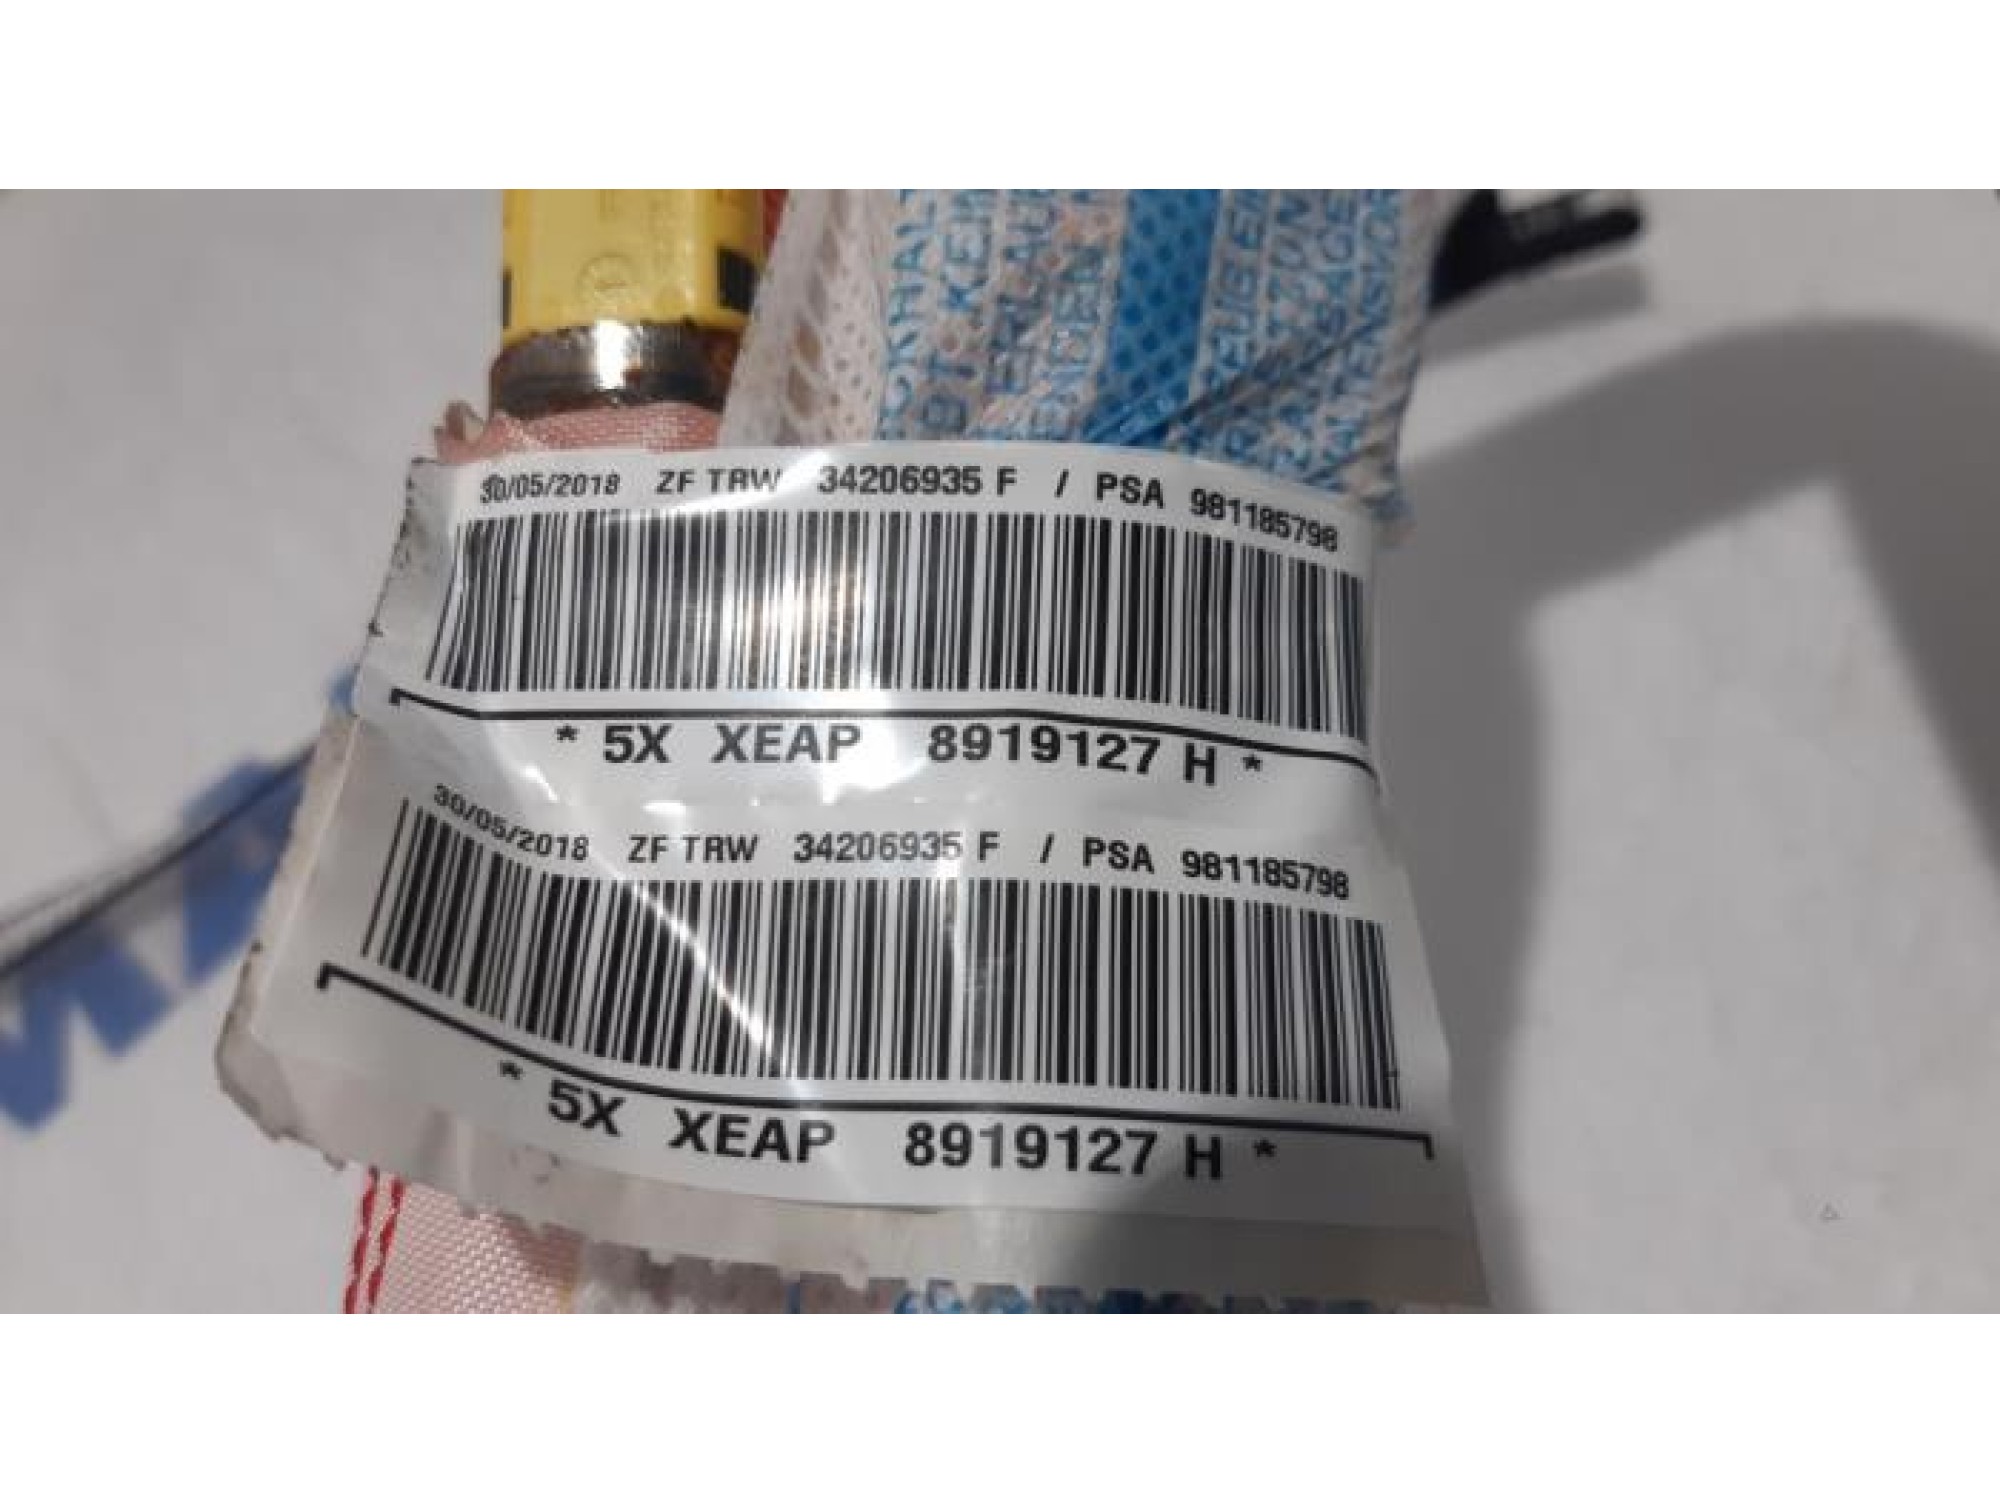 30/05/2018 ZF TRW 34206935 F / PSA 981185798
* 5X XEAP 8919127 H *
30/05/2018 ZF TRW 34206935 F / PSA 981185798
* 5X XEAP 8919127 H *